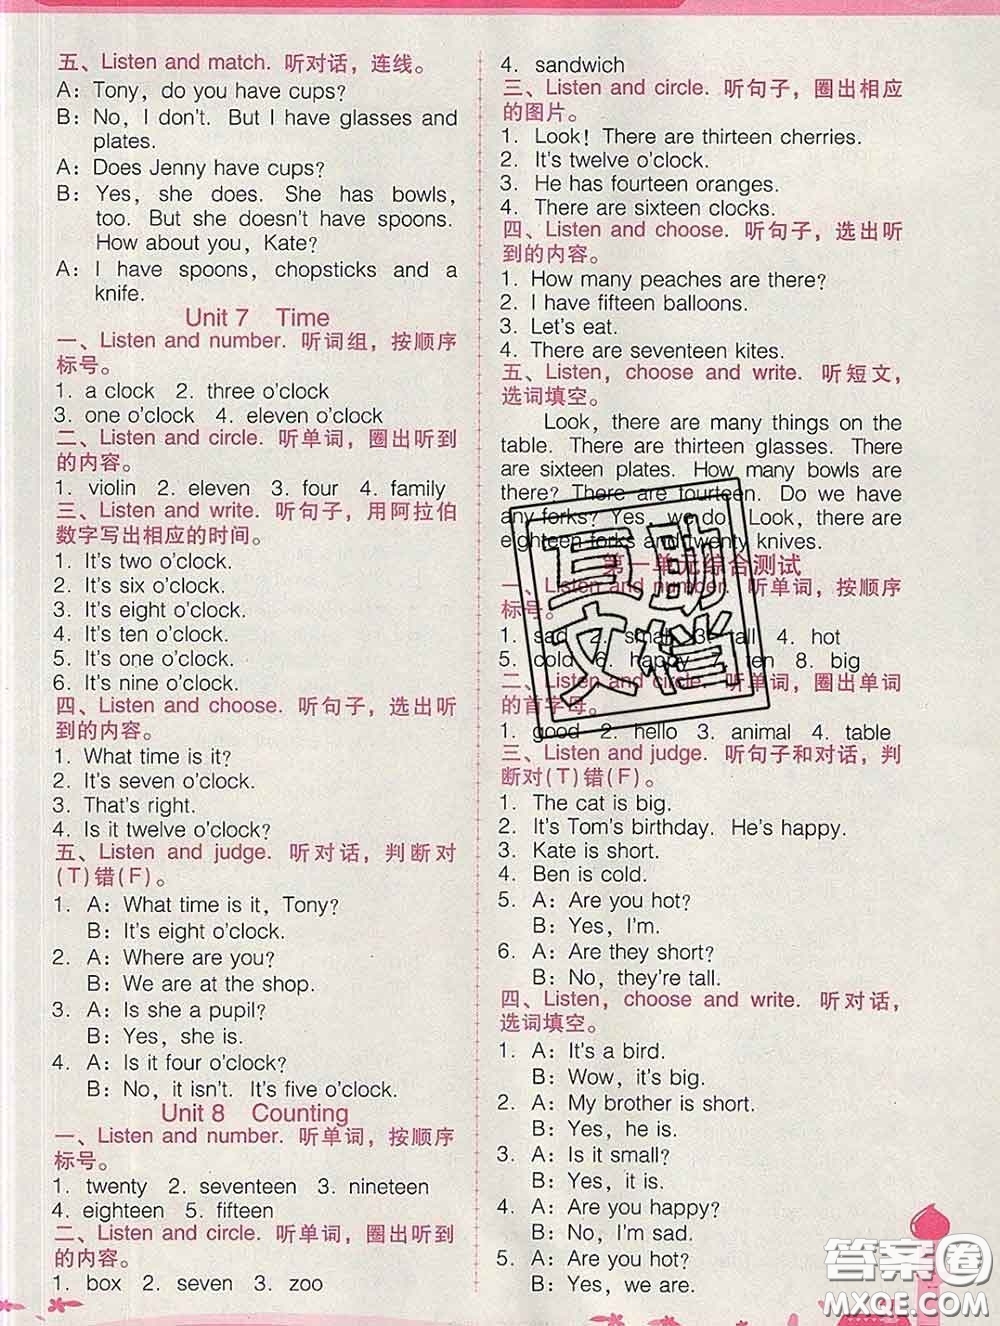 五、Listen and match. 听对话，连线。
A: Tony, do you have cups?
B: No, I don't. But I have glasses and
plates.
A: Does Jenny have cups?
B: Yes, she does. She has bowls,
too. But she doesn't have spoons.
How about you, Kate?
A: I have spoons, chopsticks and a
knife.
Unit 7 Time
一、Listen and number. 听词组，按顺序
标号。
1. a clock 2. three o'clock
3. one o'clock 4. eleven o'clock
二、Listen and circle. 听单词，圈出听到
的内容。
1. violin 2. eleven 3. four 4. family
三、Listen and write. 听句子，用阿拉伯
数字写出相应的时间。
1. It's two o'clock.
2. It's six o'clock.
3. It's eight o'clock.
4. It's ten o'clock.
5. It's one o'clock.
6. It's nine o'clock.
四、Listen and choose. 听句子，选出听
到的内容。
1. What time is it?
2. It's seven o'clock.
3. That's right.
4. Is it twelve o'clock?
五、Listen and judge. 听对话，判断对
(T)错(F)。
1. A: What time is it, Tony?
B: It's eight o'clock.
2. A: Where are you?
B: We are at the shop.
3. A: Is she a pupil?
B: Yes, she is.
4. A: Is it four o'clock?
B: No, it isn't. It's five o'clock.
Unit 8 Counting
一、Listen and number. 听单词，按顺序
标号。
1. twenty 2. seventeen 3. nineteen
4. eighteen 5. fifteen
二、Listen and circle. 听单词，圈出听到
的内容。
1. box 2. seven 3. zoo
4. sandwich
三、Listen and circle. 听句子，圈出相应
的图片。
1. Look! There are thirteen cherries.
2. It's twelve o'clock.
3. He has fourteen oranges.
4. There are sixteen clocks.
四、Listen and choose. 听句子，选出听
到的内容。
1. How many peaches are there?
2. I have fifteen balloons.
3. Let's eat.
4. There are seventeen kites.
五、Listen, choose and write. 听短文，
选词填空。
Look, there are many things on the
table. There are thirteen glasses. There
are sixteen plates. How many bowls are
there? There are fourteen. Do we have
any forks? Yes, we do. Look, there are
eighteen forks and twenty knives.
第一单元综合测试
一、Listen and number. 听单词，按顺序
标号。
1. sad 2. small 3. tall 4. hot
5. cold 6. happy 7. ten 8. big
二、Listen and circle. 听单词，圈出单词
的首字母。
1. good 2. hello 3. animal 4. table
三、Listen and judge. 听句子和对话，判
断对(T)错(F)。
1. The cat is big.
2. It's Tom's birthday. He's happy.
3. Kate is short.
4. Ben is cold.
5. A: Are you hot?
B: Yes, I'm.
6. A: Are they short?
B: No, they're tall.
四、Listen, choose and write. 听对话，
选词填空。
1. A: It's a bird.
B: Wow, it's big.
2. A: My brother is short.
B: Yes, he is.
3. A: Is it small?
B: Yes, it is.
4. A: Are you happy?
B: No, I'm sad.
5. A: Are you hot?
B: Yes, we are.
互助
文档
答案圈
MXQE.COM